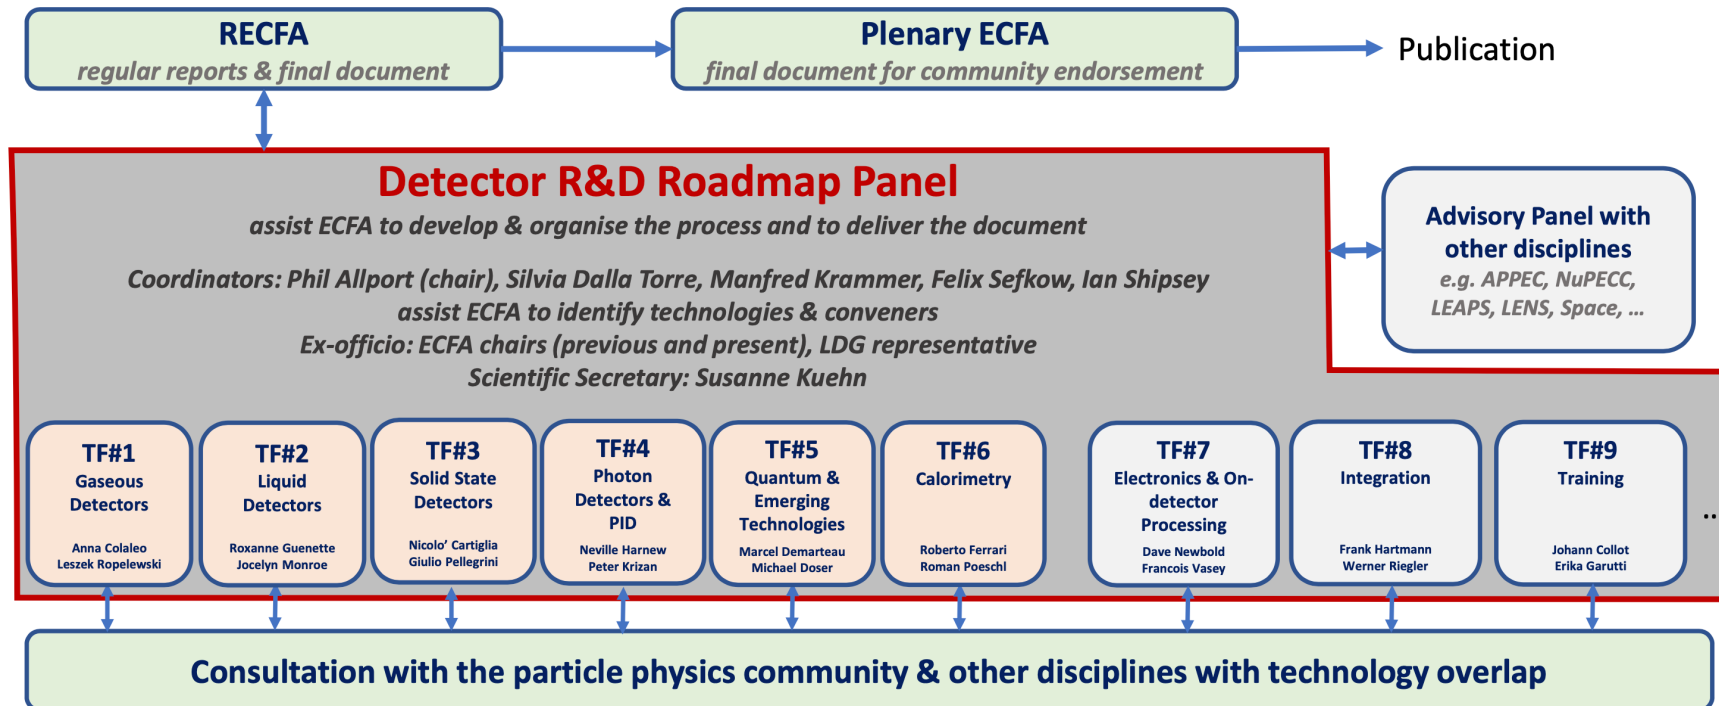 RECFA
regular reports & final document
Plenary ECFA
final document for community endorsement
Publication
Detector R&D Roadmap Panel
assist ECFA to develop & organise the process and to deliver the document
Coordinators: Phil Allport (chair), Silvia Dalla Torre, Manfred Krammer, Felix Sefkow, Ian Shipsey
assist ECFA to identify technologies & conveners
Ex-officio: ECFA chairs (previous and present), LDG representative
Scientific Secretary: Susanne Kuehn
Advisory Panel with
other disciplines
e.g. APPEC, NuPECC,
LEAPS, LENS, Space, ...
TF#1
Gaseous
Detectors
Anna Colaleo
Leszek Ropelewski
TF#2
Liquid
Detectors
Roxanne Guenette
Jocelyn Monroe
TF#3
Solid State
Detectors
Nicolo’ Cartiglia
Giulio Pellegrini
TF#4
Photon
Detectors &
PID
Neville Harnew
Peter Krizan
TF#5
Quantum &
Emerging
Technologies
Marcel Demarteau
Michael Doser
TF#6
Calorimetry
Roberto Ferrari
Roman Poeschl
TF#7
Electronics & On-
detector
Processing
Dave Newbold
Francois Vasey
TF#8
Integration
Frank Hartmann
Werner Riegler
TF#9
Training
Johann Collot
Erika Garutti
..
Consultation with the particle physics community & other disciplines with technology overlap